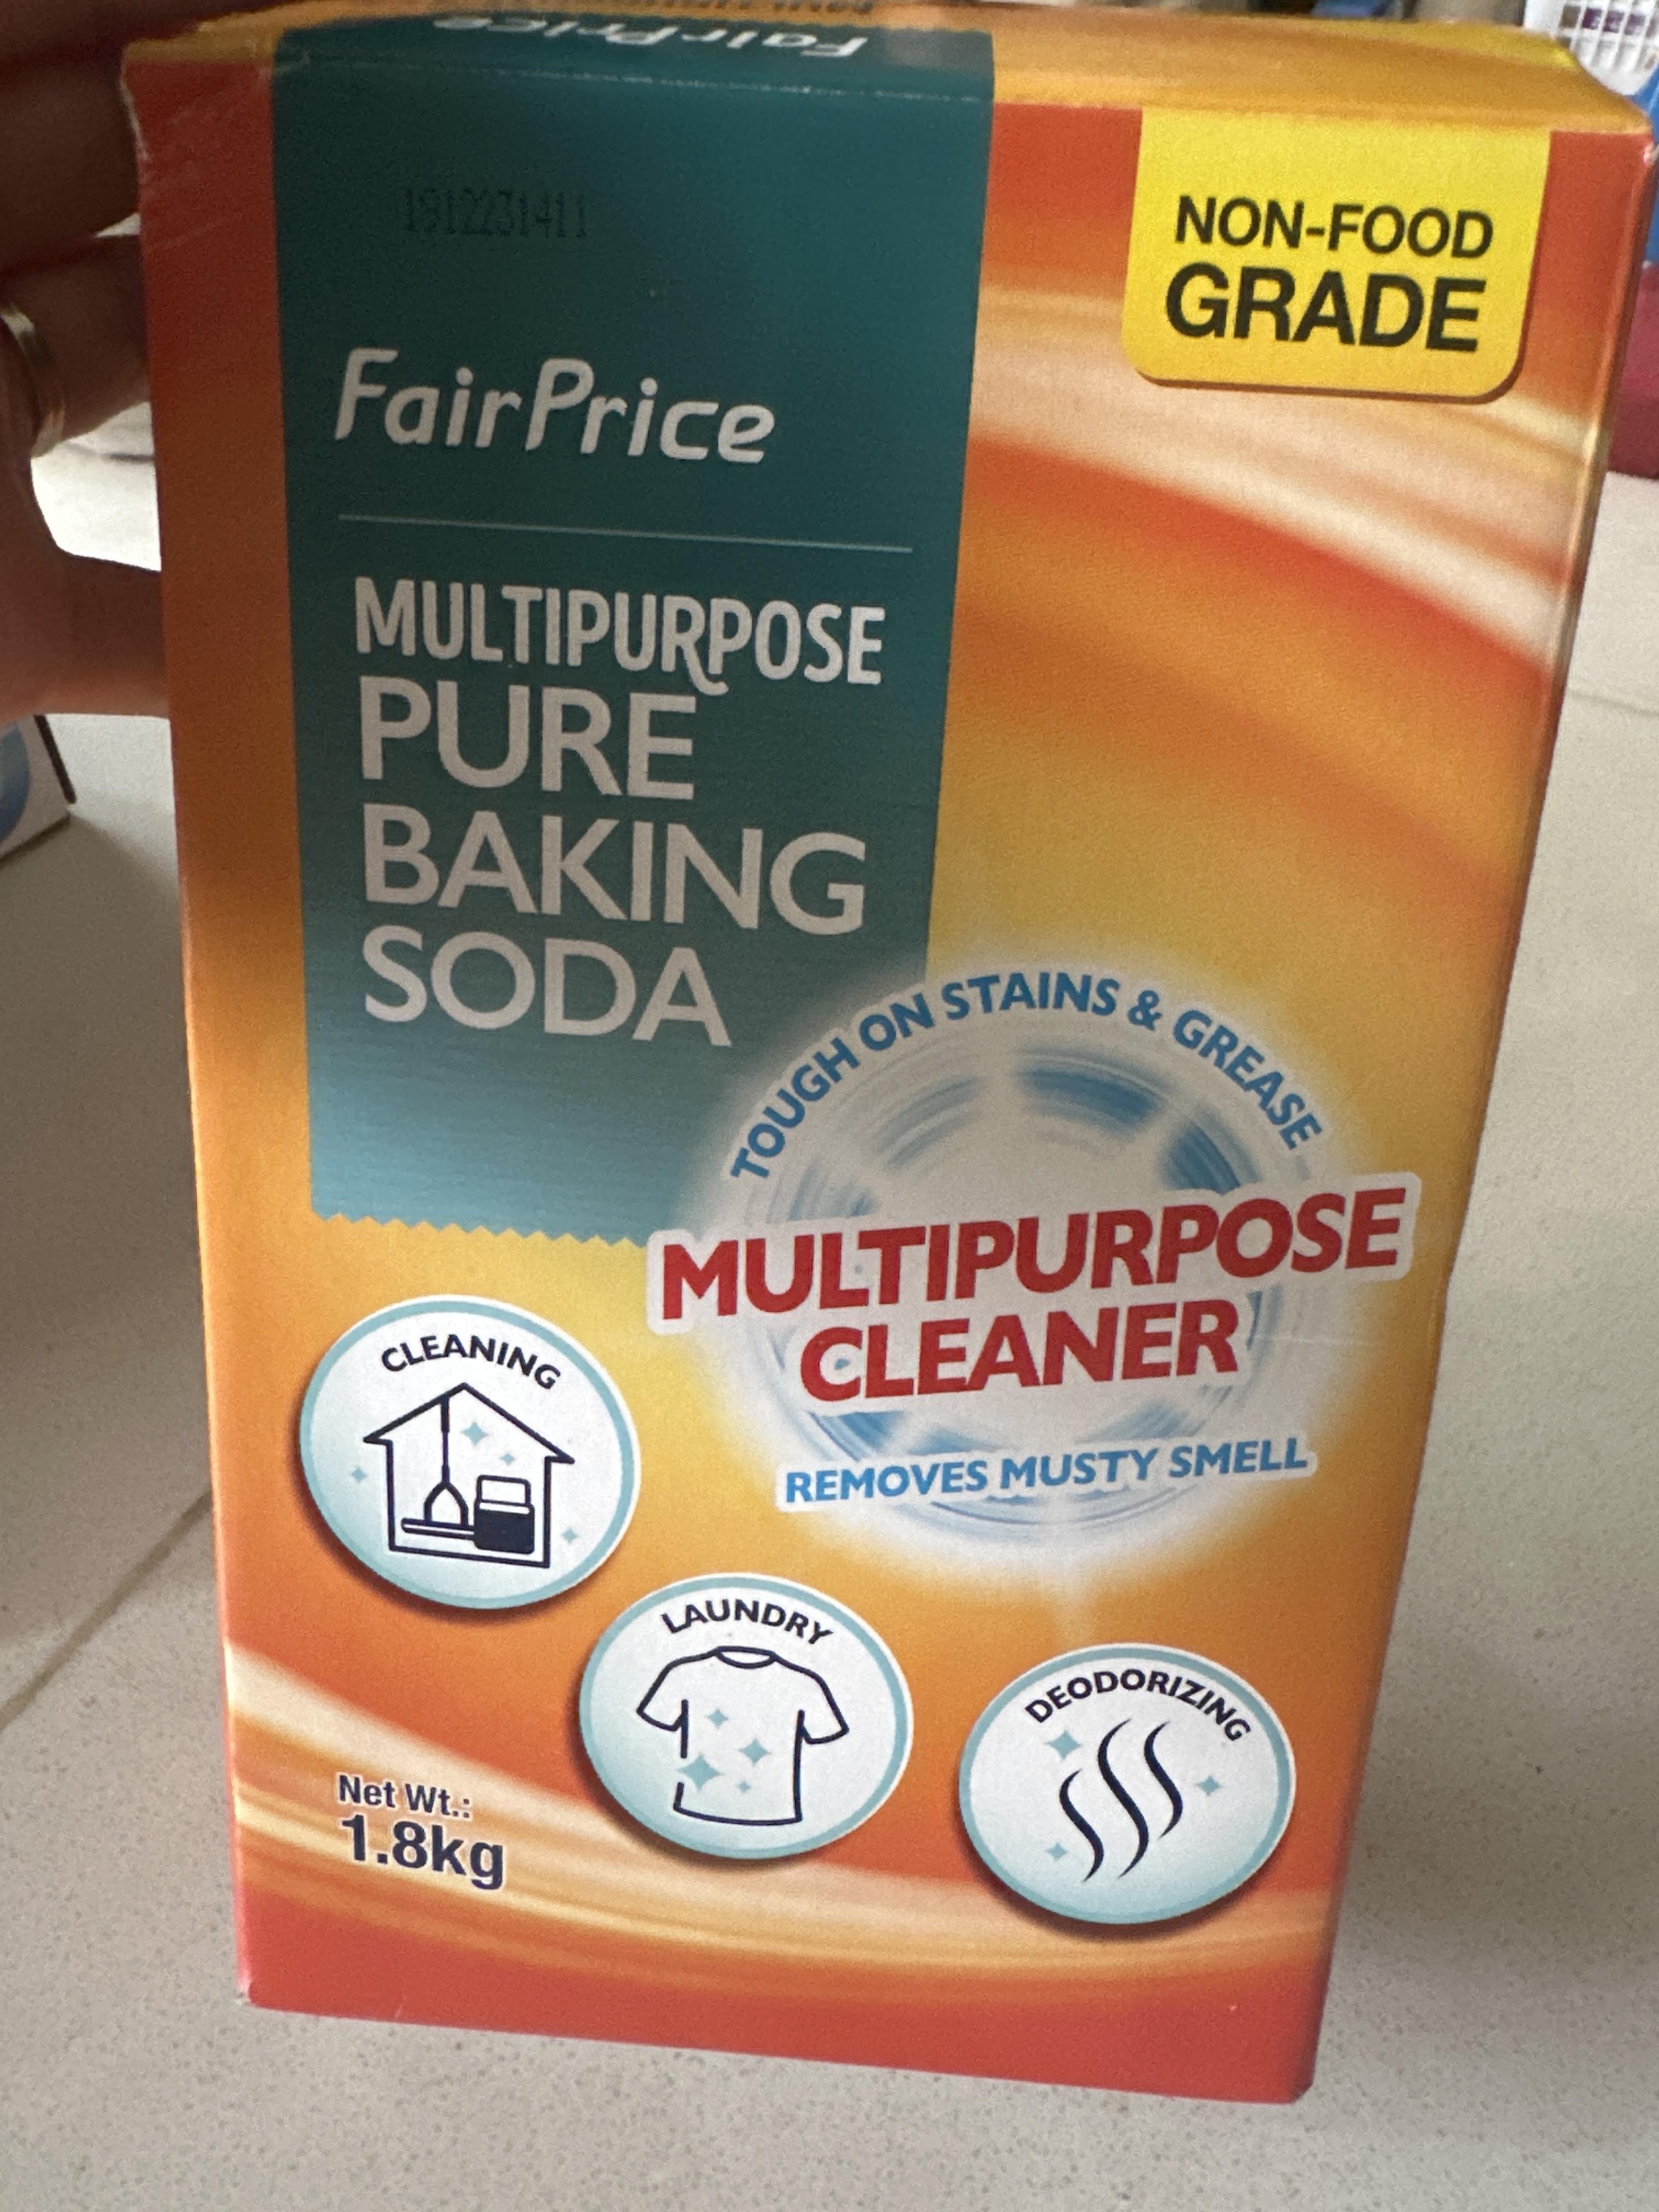 FairPrice
1912231411
NON-FOOD
GRADE
FairPrice
MULTIPURPOSE
PURE
BAKING
SODA
TOUGH ON STAINS & GREASE
MULTIPURPOSE
CLEANER
REMOVES MUSTY SMELL
CLEANING
LAUNDRY
DEODORIZING
Net Wt.:
1.8kg